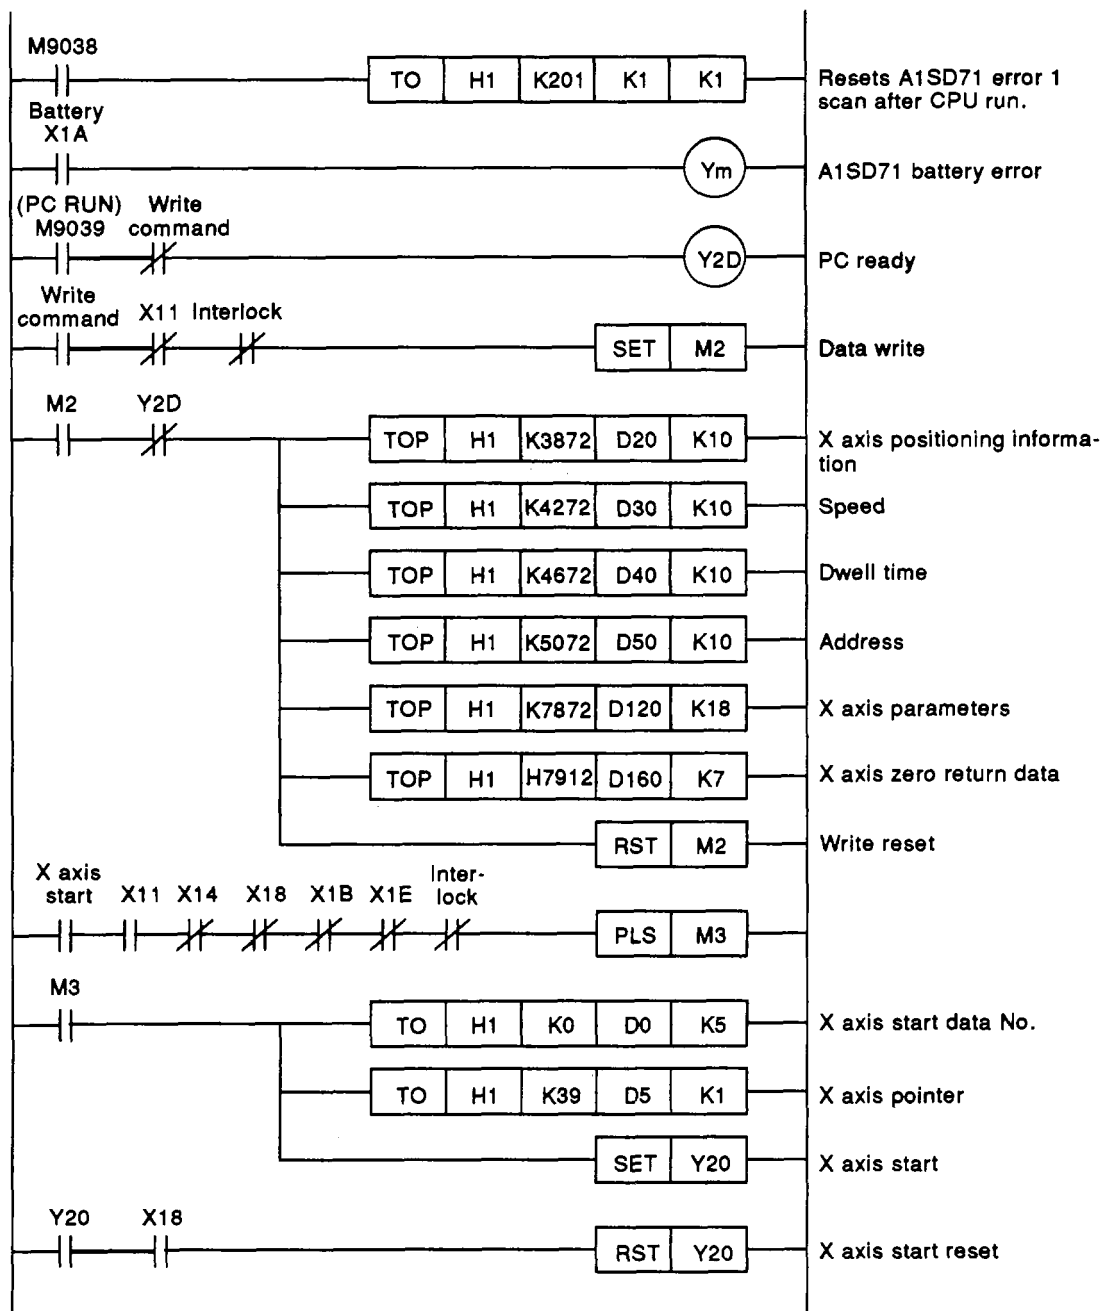 M9038
TO H1 K201 K1 K1 Resets A1SD71 error 1
scan after CPU run.
Battery
X1A
Ym A1SD71 battery error
(PC RUN) Write
M9039 command
Y2D PC ready
Write
command X11 Interlock
SET M2 Data write
M2 Y2D
TOP H1 K3872 D20 K10 X axis positioning informa-
tion
TOP H1 K4272 D30 K10 Speed
TOP H1 K4672 D40 K10 Dwell time
TOP H1 K5072 D50 K10 Address
TOP H1 K7872 D120 K18 X axis parameters
TOP H1 H7912 D160 K7 X axis zero return data
RST M2 Write reset
X axis
start X11 X14 X18 X1B X1E Inter-
lock
PLS M3
M3
TO H1 K0 D0 K5 X axis start data No.
TO H1 K39 D5 K1 X axis pointer
SET Y20 X axis start
Y20 X18
RST Y20 X axis start reset